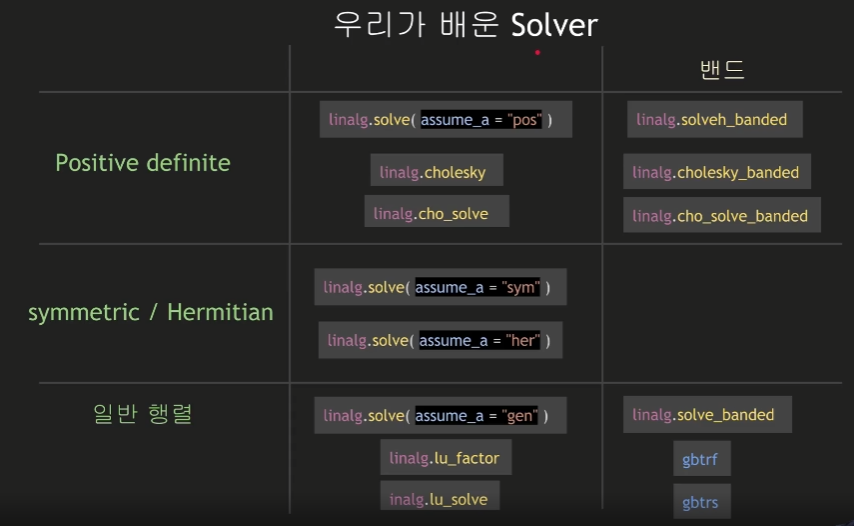 우리가 배운 Solver
밴드
Positive definite
linalg.solve( assume_a = "pos" )
linalg.solveh_banded
linalg.cholesky
linalg.cholesky_banded
linalg.cho_solve
linalg.cho_solve_banded
symmetric / Hermitian
linalg.solve( assume_a = "sym" )
linalg.solve( assume_a = "her" )
일반 행렬
linalg.solve( assume_a = "gen" )
linalg.solve_banded
linalg.lu_factor
gbtrf
inalg.lu_solve
gbtrs